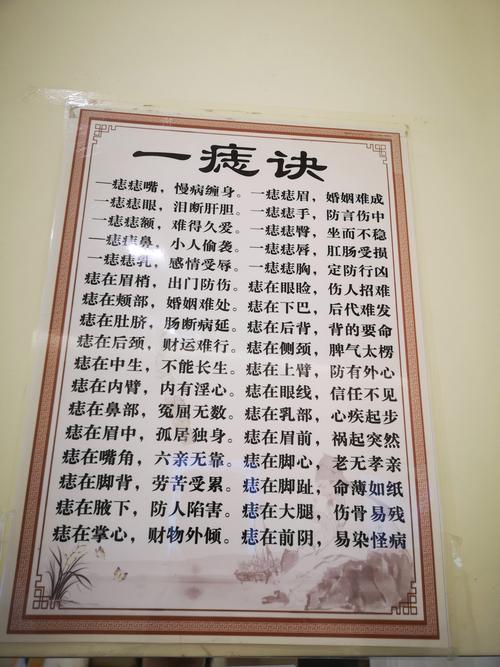 一痣诀
一痣痣嘴，慢病缠身。一痣痣眉，婚姻难成
一痣痣眼，泪断肝胆。一痣痣手，防言伤中
一痣痣额，难得久爱。一痣痣臀，坐而不稳
一痣痣鼻，小人偷袭。一痣痣唇，肛肠受损
一痣痣乳，感情受辱。一痣痣胸，定防行凶
痣在眉梢，出门防伤。痣在眼睑，伤人招难
痣在颊部，婚姻难处。痣在下巴，后代难发
痣在肚脐，肠断病延。痣在后背，背的要命
痣在后颈，财运难行。痣在侧颈，脾气太楞
痣在中生，不能长生。痣在上臂，防有外心
痣在内臂，内有淫心。痣在眼线，信任不见
痣在鼻部，冤屈无数。痣在乳部，心疾起步
痣在眉中，孤居独身。痣在眉前，祸起突然
痣在嘴角，六亲无靠。痣在脚心，老无孝亲
痣在脚背，劳苦受累。痣在脚趾，命薄如纸
痣在腋下，防人陷害。痣在大腿，伤骨易残
痣在掌心，财物外倾。痣在前阴，易染怪病